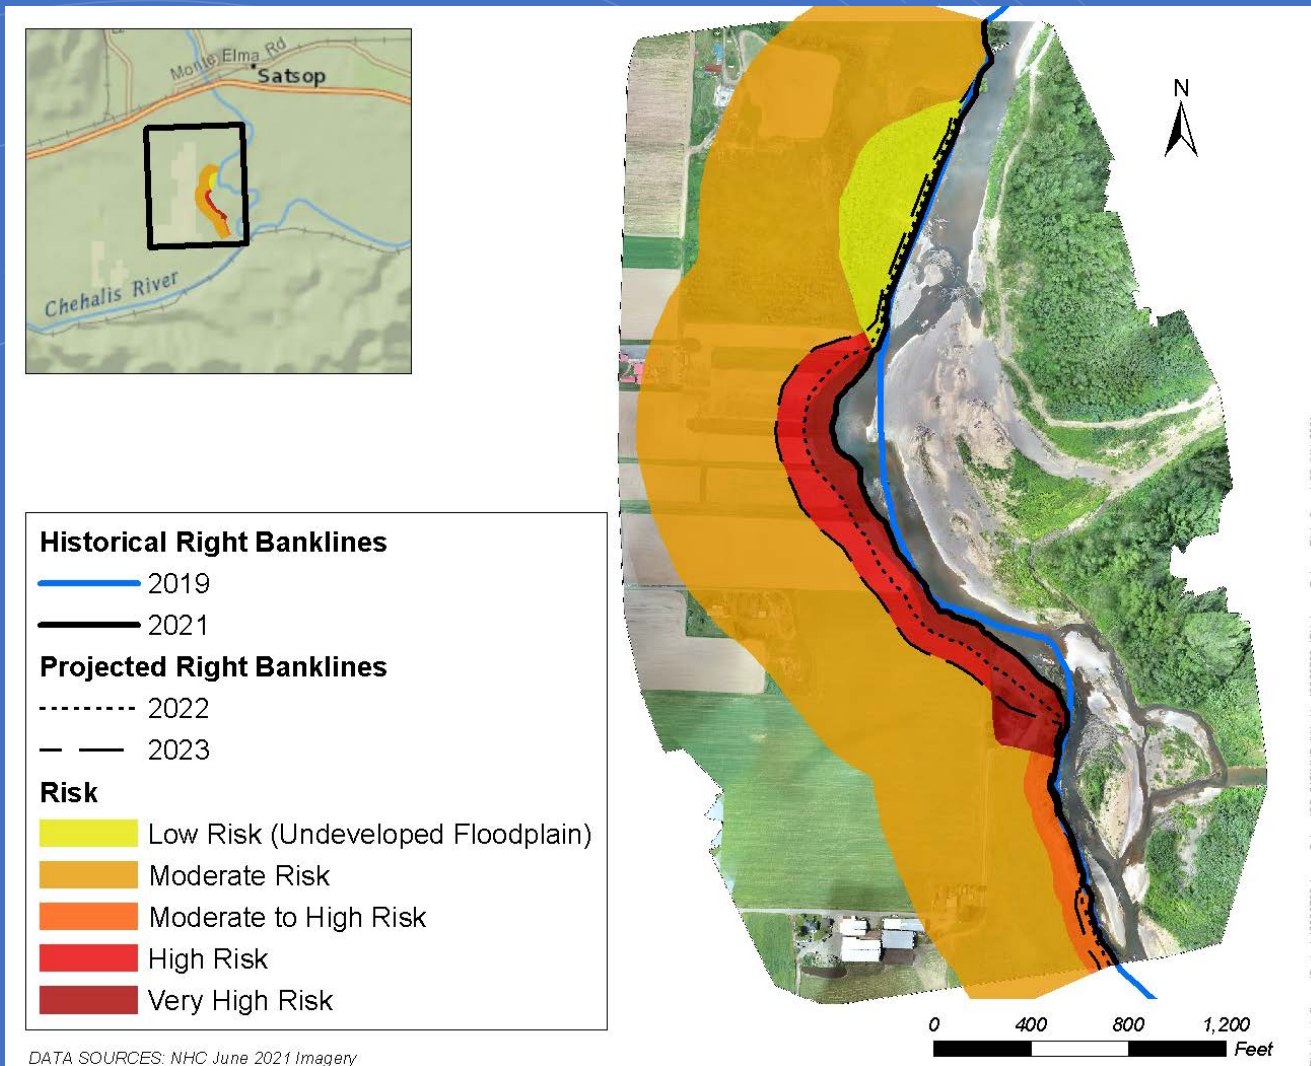 Monte Elma Rd
Satsop
Chehalis River
N
Historical Right Banklines
2019
2021
Projected Right Banklines
2022
2023
Risk
Low Risk (Undeveloped Floodplain)
Moderate Risk
Moderate to High Risk
High Risk
Very High Risk
0 400 800 1,200
Feet
DATA SOURCES: NHC June 2021 Imagery